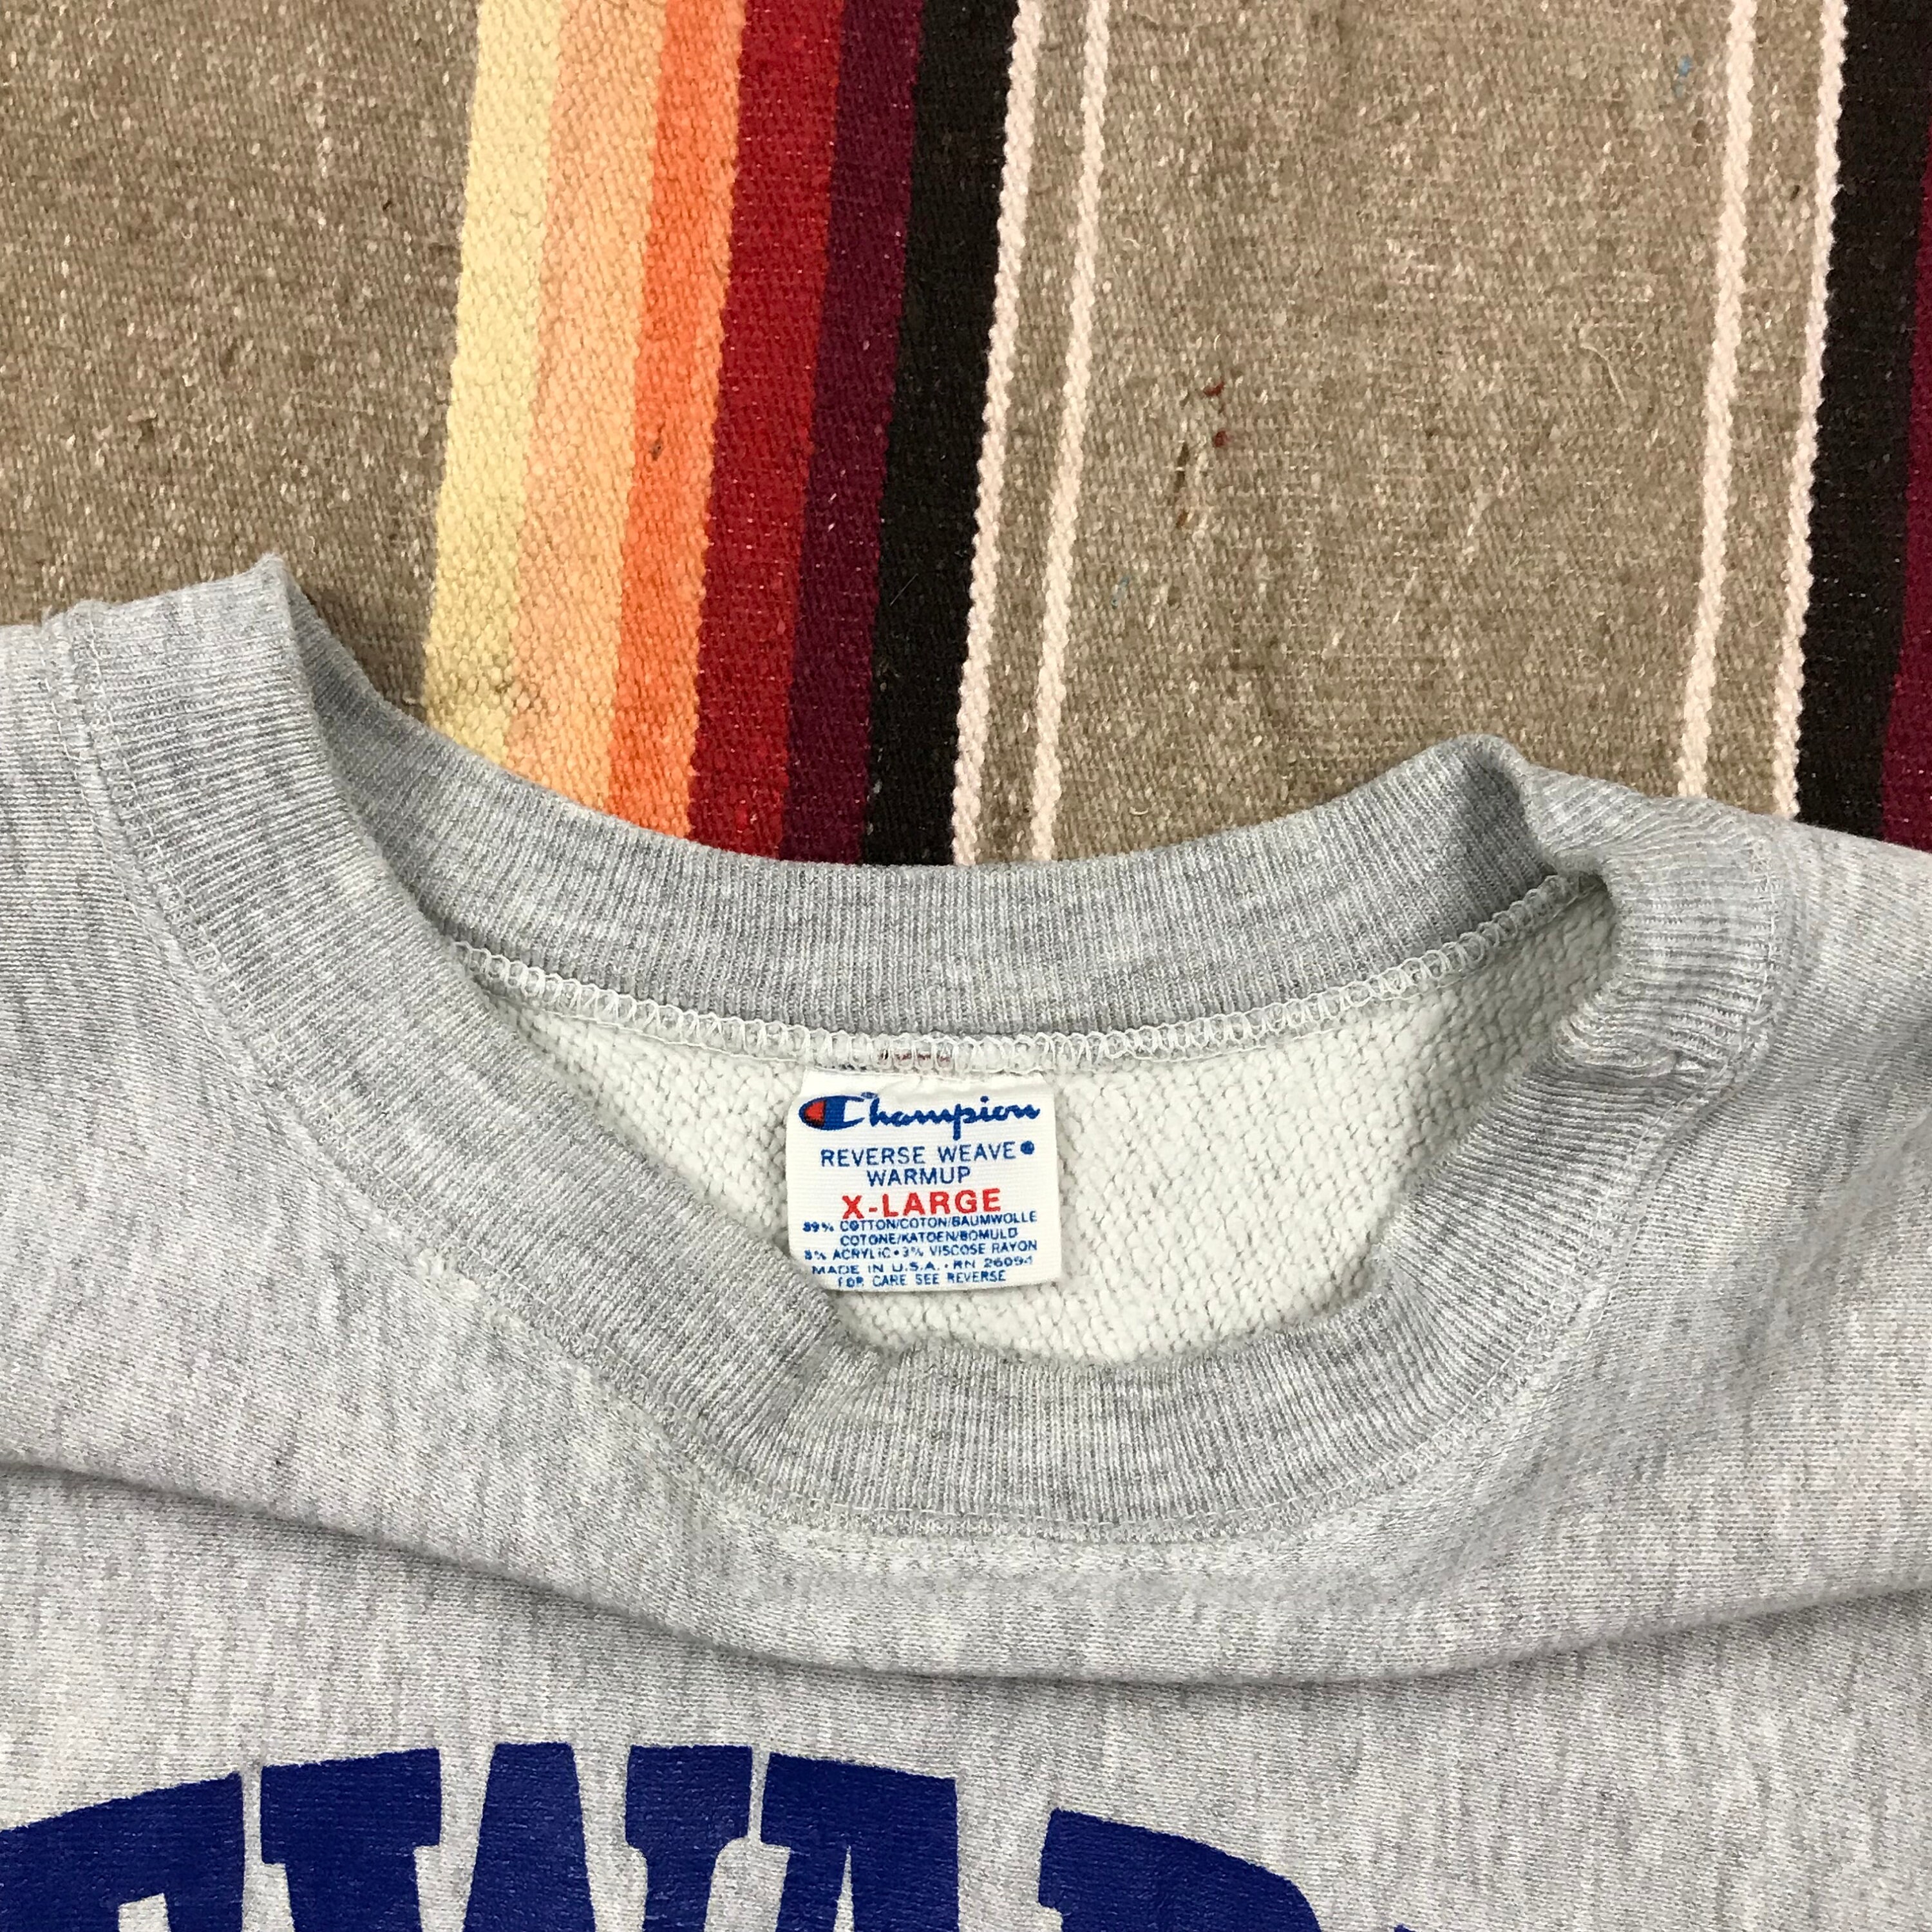 Champion
REVERSE WEAVE
WARMUP
X-LARGE
89% COTTON/COTON/BAUMWOLLE
COTONE/KATOEN/BOMULD
8% ACRYLIC • 3% VISCOSE RAYON
MADE IN U.S.A. • RN 26094
FOR CARE SEE REVERSE
EWAR